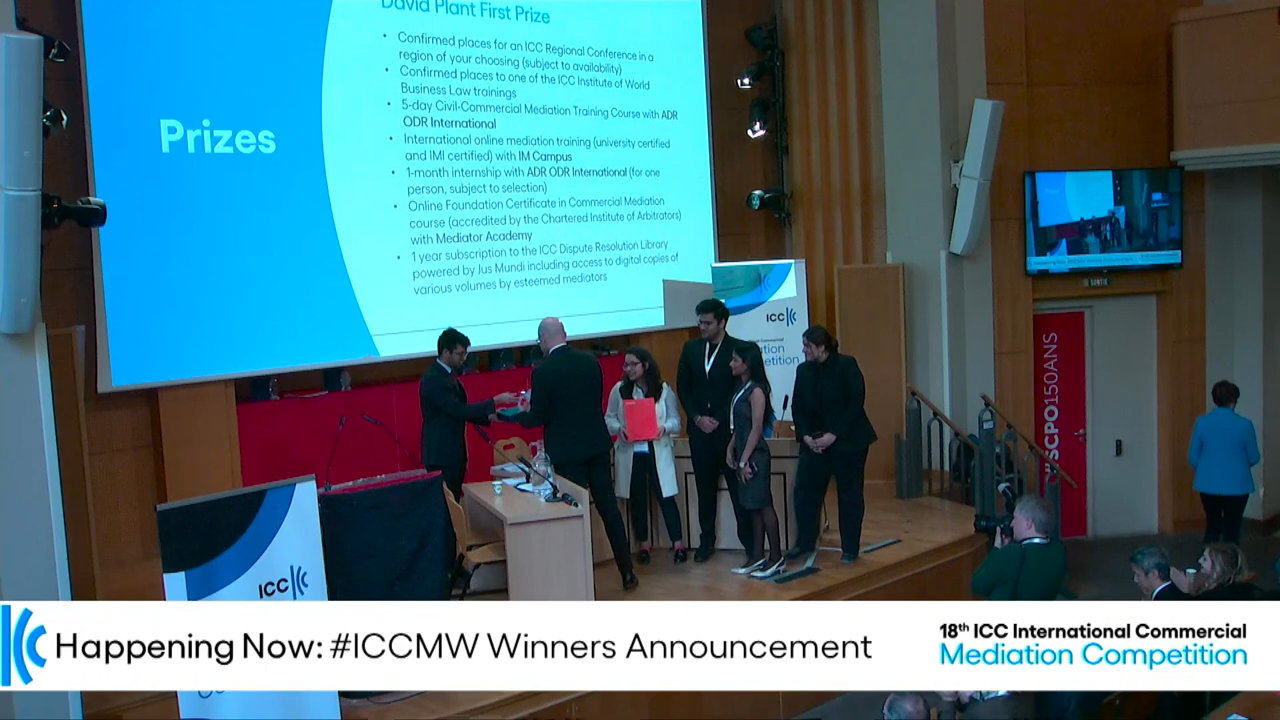 David Plant First Prize
Prizes
• Confirmed places for an ICC Regional Conference in a
region of your choosing (subject to availability)
• Confirmed places to one of the ICC Institute of World
Business Law trainings
• 5-day Civil-Commercial Mediation Training Course with ADR
ODR International
• International online mediation training (university certified
and IMI certified) with IM Campus
• 1-month internship with ADR ODR International (for one
person, subject to selection)
• Online Foundation Certificate in Commercial Mediation
course (accredited by the Chartered Institute of Arbitrators)
with Mediator Academy
• 1 year subscription to the ICC Dispute Resolution Library
powered by Jus Mundi including access to digital copies of
various volumes by esteemed mediators
ICC
SORTIE
SCPO150ANS
ICC
Happening Now: #ICCMW Winners Announcement
18th ICC International Commercial
Mediation Competition